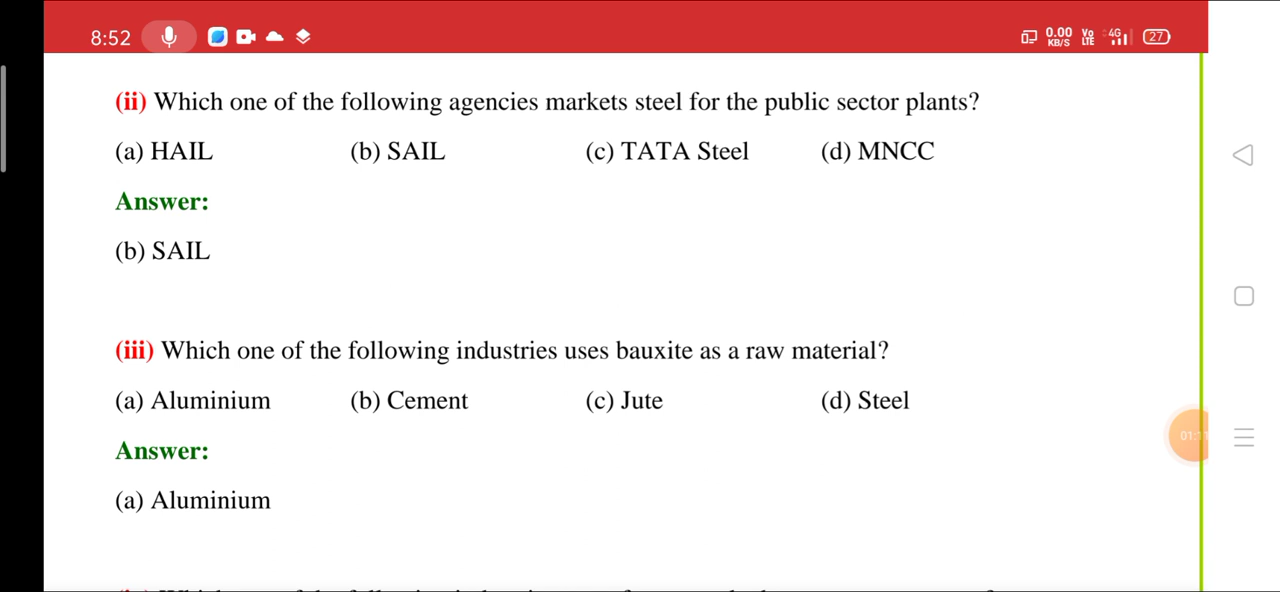 8:52 0.00 KB/S Vo LTE 4G 27
(ii) Which one of the following agencies markets steel for the public sector plants?
(a) HAIL (b) SAIL (c) TATA Steel (d) MNCC
Answer:
(b) SAIL
(iii) Which one of the following industries uses bauxite as a raw material?
(a) Aluminium (b) Cement (c) Jute (d) Steel
Answer:
(a) Aluminium